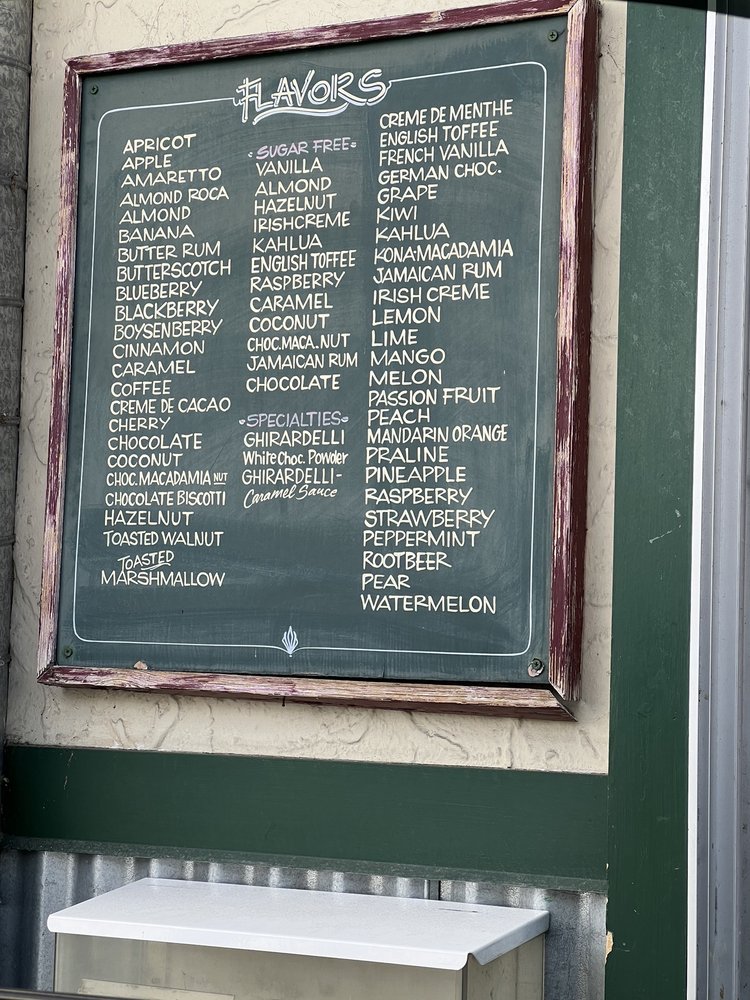 FLAVORS
APRICOT
APPLE
AMARETTO
ALMOND ROCA
ALMOND
BANANA
BUTTER RUM
BUTTERSCOTCH
BLUEBERRY
BLACKBERRY
BOYSENBERRY
CINNAMON
CARAMEL
COFFEE
CREME DE CACAO
CHERRY
CHOCOLATE
COCONUT
CHOC. MACADAMIA NUT
CHOCOLATE BISCOTTI
HAZELNUT
TOASTED WALNUT
TOASTED
MARSHMALLOW
SUGAR FREE
VANILLA
ALMOND
HAZELNUT
IRISHCREME
KAHLUA
ENGLISH TOFFEE
RASPBERRY
CARAMEL
COCONUT
CHOC. MACA. NUT
JAMAICAN RUM
CHOCOLATE
SPECIALTIES
GHIRARDELLI
White Choc. Powder
GHIRARDELLI-
Caramel Sauce
CREME DE MENTHE
ENGLISH TOFFEE
FRENCH VANILLA
GERMAN CHOC.
GRAPE
KIWI
KAHLUA
KONA-MACADAMIA
JAMAICAN RUM
IRISH CREME
LEMON
LIME
MANGO
MELON
PASSION FRUIT
PEACH
MANDARIN ORANGE
PRALINE
PINEAPPLE
RASPBERRY
STRAWBERRY
PEPPERMINT
ROOTBEER
PEAR
WATERMELON